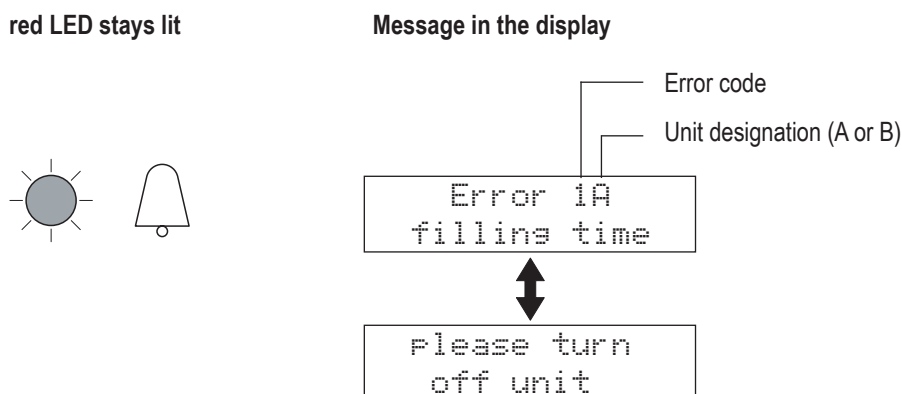 red LED stays lit
Message in the display
Error code
Unit designation (A or B)
Error 1A
filling time
please turn
off unit